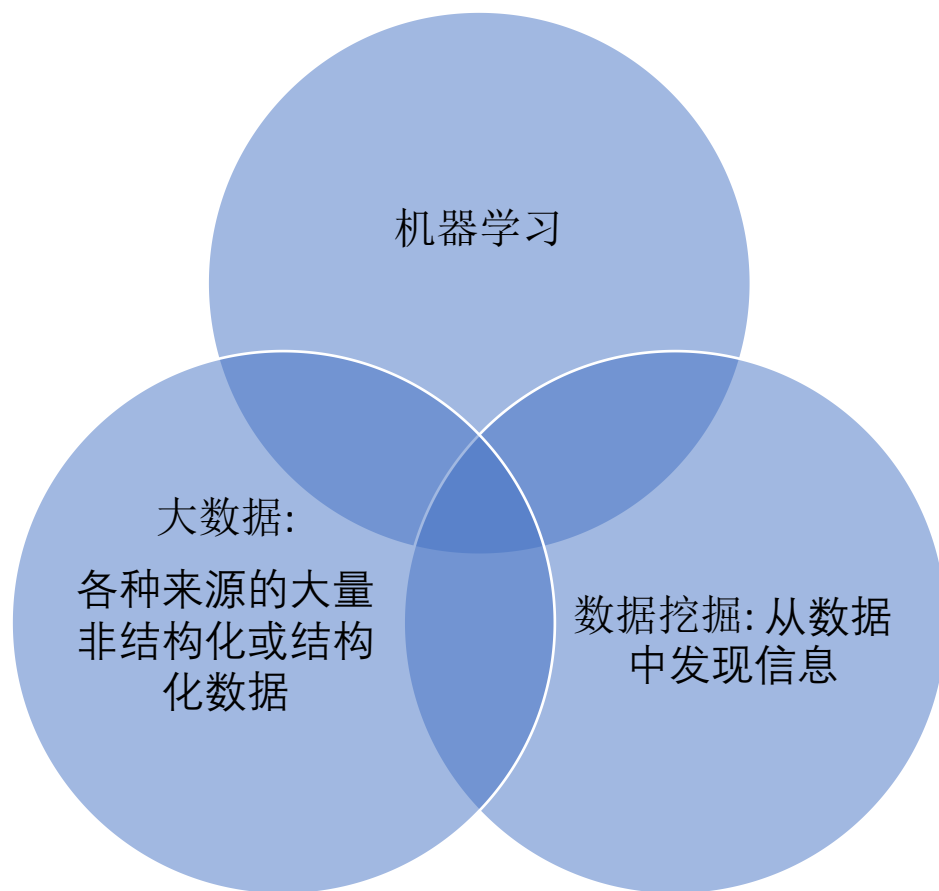 机器学习
大数据:
各种来源的大量
非结构化或结构
化数据
数据挖掘: 从数据
中发现信息